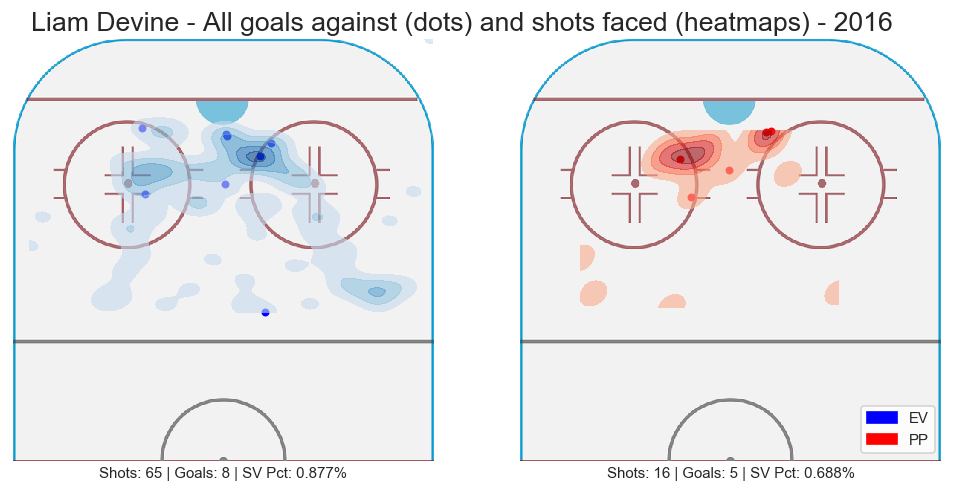 Liam Devine - All goals against (dots) and shots faced (heatmaps) - 2016
EV
PP
Shots: 65 | Goals: 8 | SV Pct: 0.877%
Shots: 16 | Goals: 5 | SV Pct: 0.688%